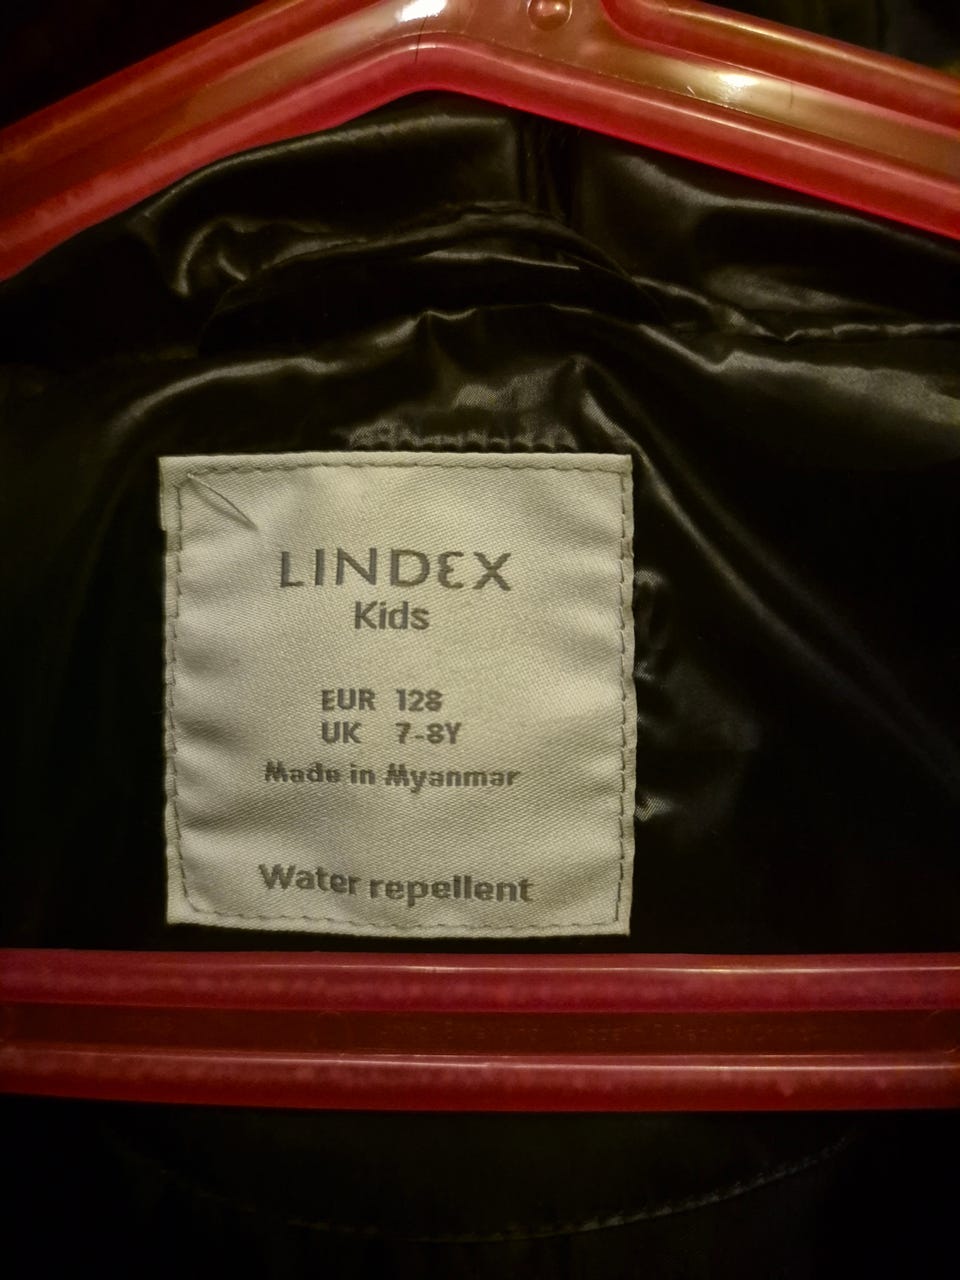 LINDEX
Kids
EUR 128
UK 7-8Y
Made in Myanmar
Water repellent